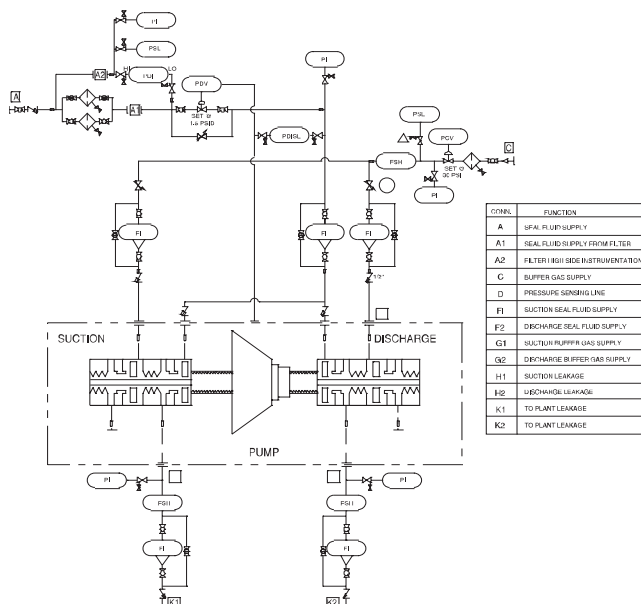 PI
PSL
A2
HI
PDI
LO
PI
A
A1
PDV
SET @
1.5 PSID
PDISL
PSL
PCV
FSH
C
SET @
30 PSI
PI
FI
FI
FI
1/2"
CONN. FUNCTION
A SEAL FLUID SUPPLY
A1 SEAL FLUID SUPPLY FROM FILTER
A2 FILTER HIGH SIDE INSTRUMENTATION
C BUFFER GAS SUPPLY
D PRESSURE SENSING LINE
F1 SUCTION SEAL FLUID SUPPLY
F2 DISCHARGE SEAL FLUID SUPPLY
G1 SUCTION BUFFER GAS SUPPLY
G2 DISCHARGE BUFFER GAS SUPPLY
H1 SUCTION LEAKAGE
H2 DISCHARGE LEAKAGE
K1 TO PLANT LEAKAGE
K2 TO PLANT LEAKAGE
SUCTION
DISCHARGE
PUMP
PI
PI
FSH
FSH
FI
FI
K1
K2